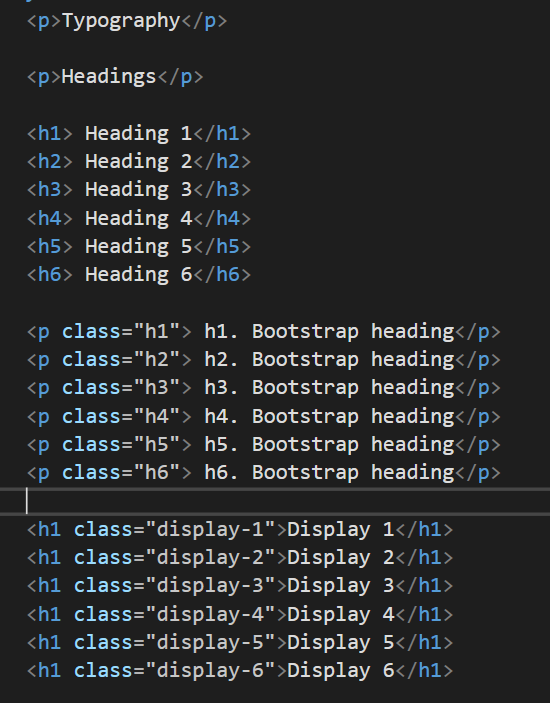 <p>Typography</p>
<p>Headings</p>
<h1> Heading 1</h1>
<h2> Heading 2</h2>
<h3> Heading 3</h3>
<h4> Heading 4</h4>
<h5> Heading 5</h5>
<h6> Heading 6</h6>
<p class="h1"> h1. Bootstrap heading</p>
<p class="h2"> h2. Bootstrap heading</p>
<p class="h3"> h3. Bootstrap heading</p>
<p class="h4"> h4. Bootstrap heading</p>
<p class="h5"> h5. Bootstrap heading</p>
<p class="h6"> h6. Bootstrap heading</p>
<h1 class="display-1">Display 1</h1>
<h1 class="display-2">Display 2</h1>
<h1 class="display-3">Display 3</h1>
<h1 class="display-4">Display 4</h1>
<h1 class="display-5">Display 5</h1>
<h1 class="display-6">Display 6</h1>